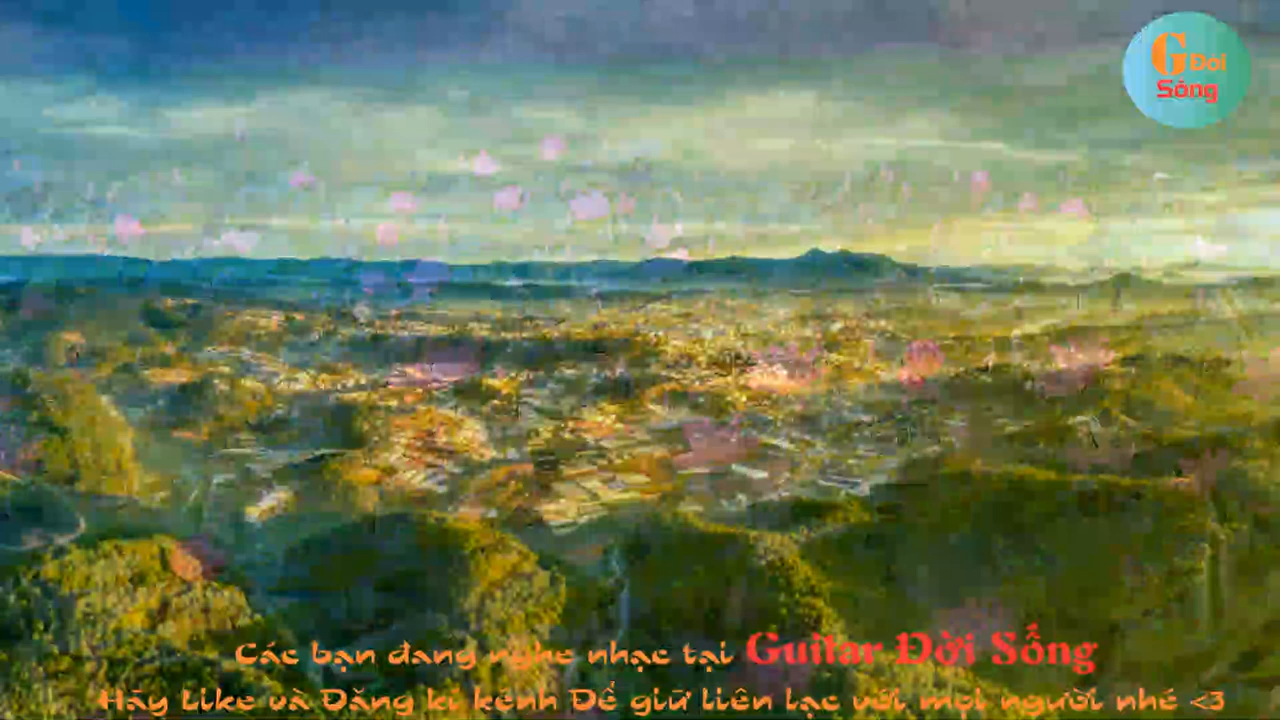 G Đời
Sống
Các bạn đang nghe nhạc tại Guitar Đời Sống
Hãy Like và Đăng kí kênh Để giữ liên lạc với mọi người nhé <3